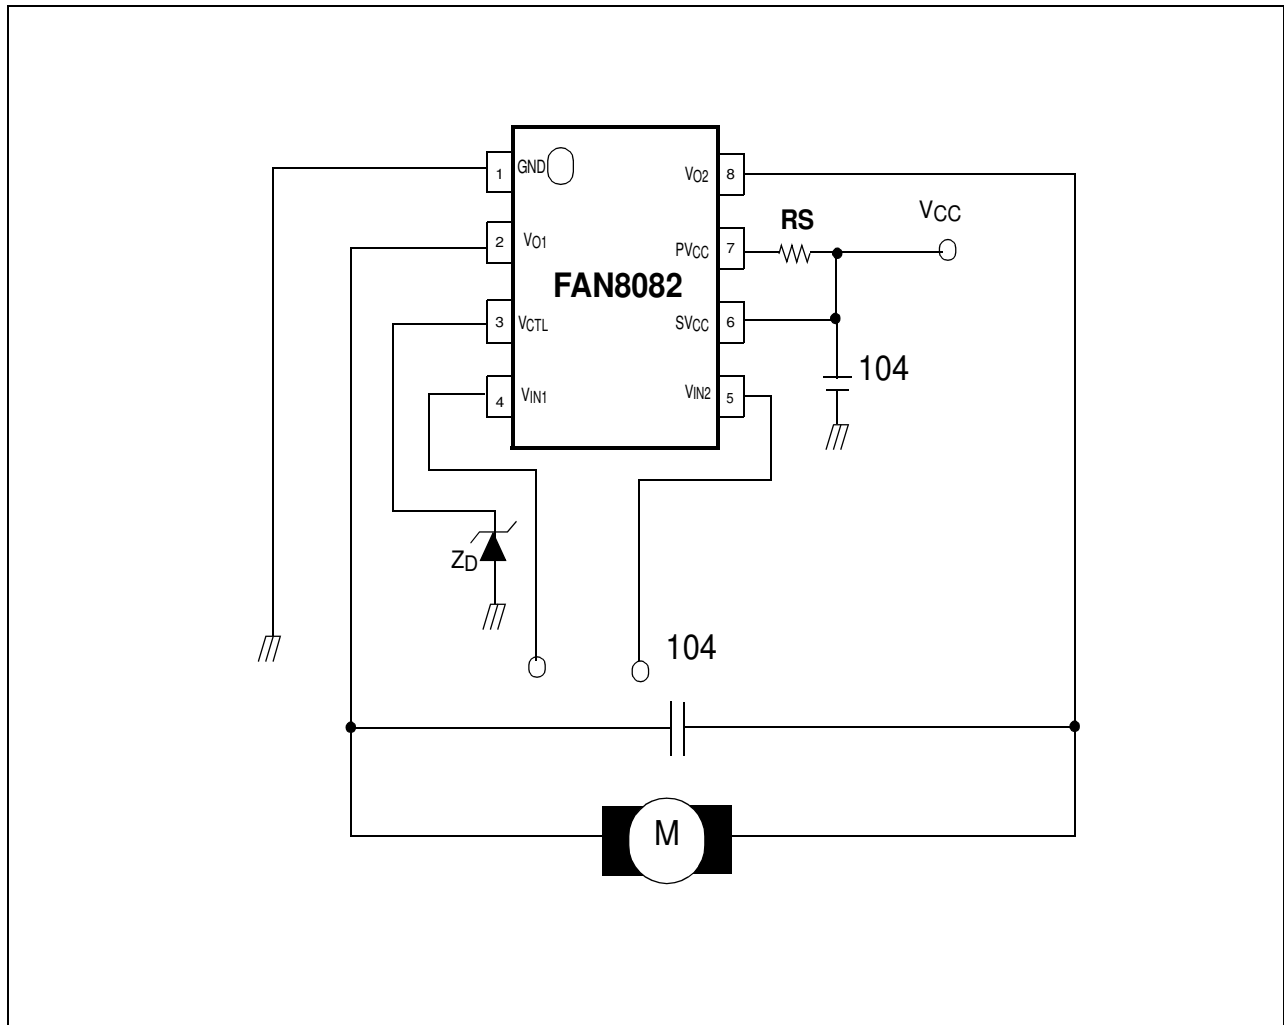 1 GND
VO2 8
VCC
RS
2 VO1
PVCC 7
FAN8082
3 VCTL
SVCC 6
104
4 VIN1
VIN2 5
ZD
104
M